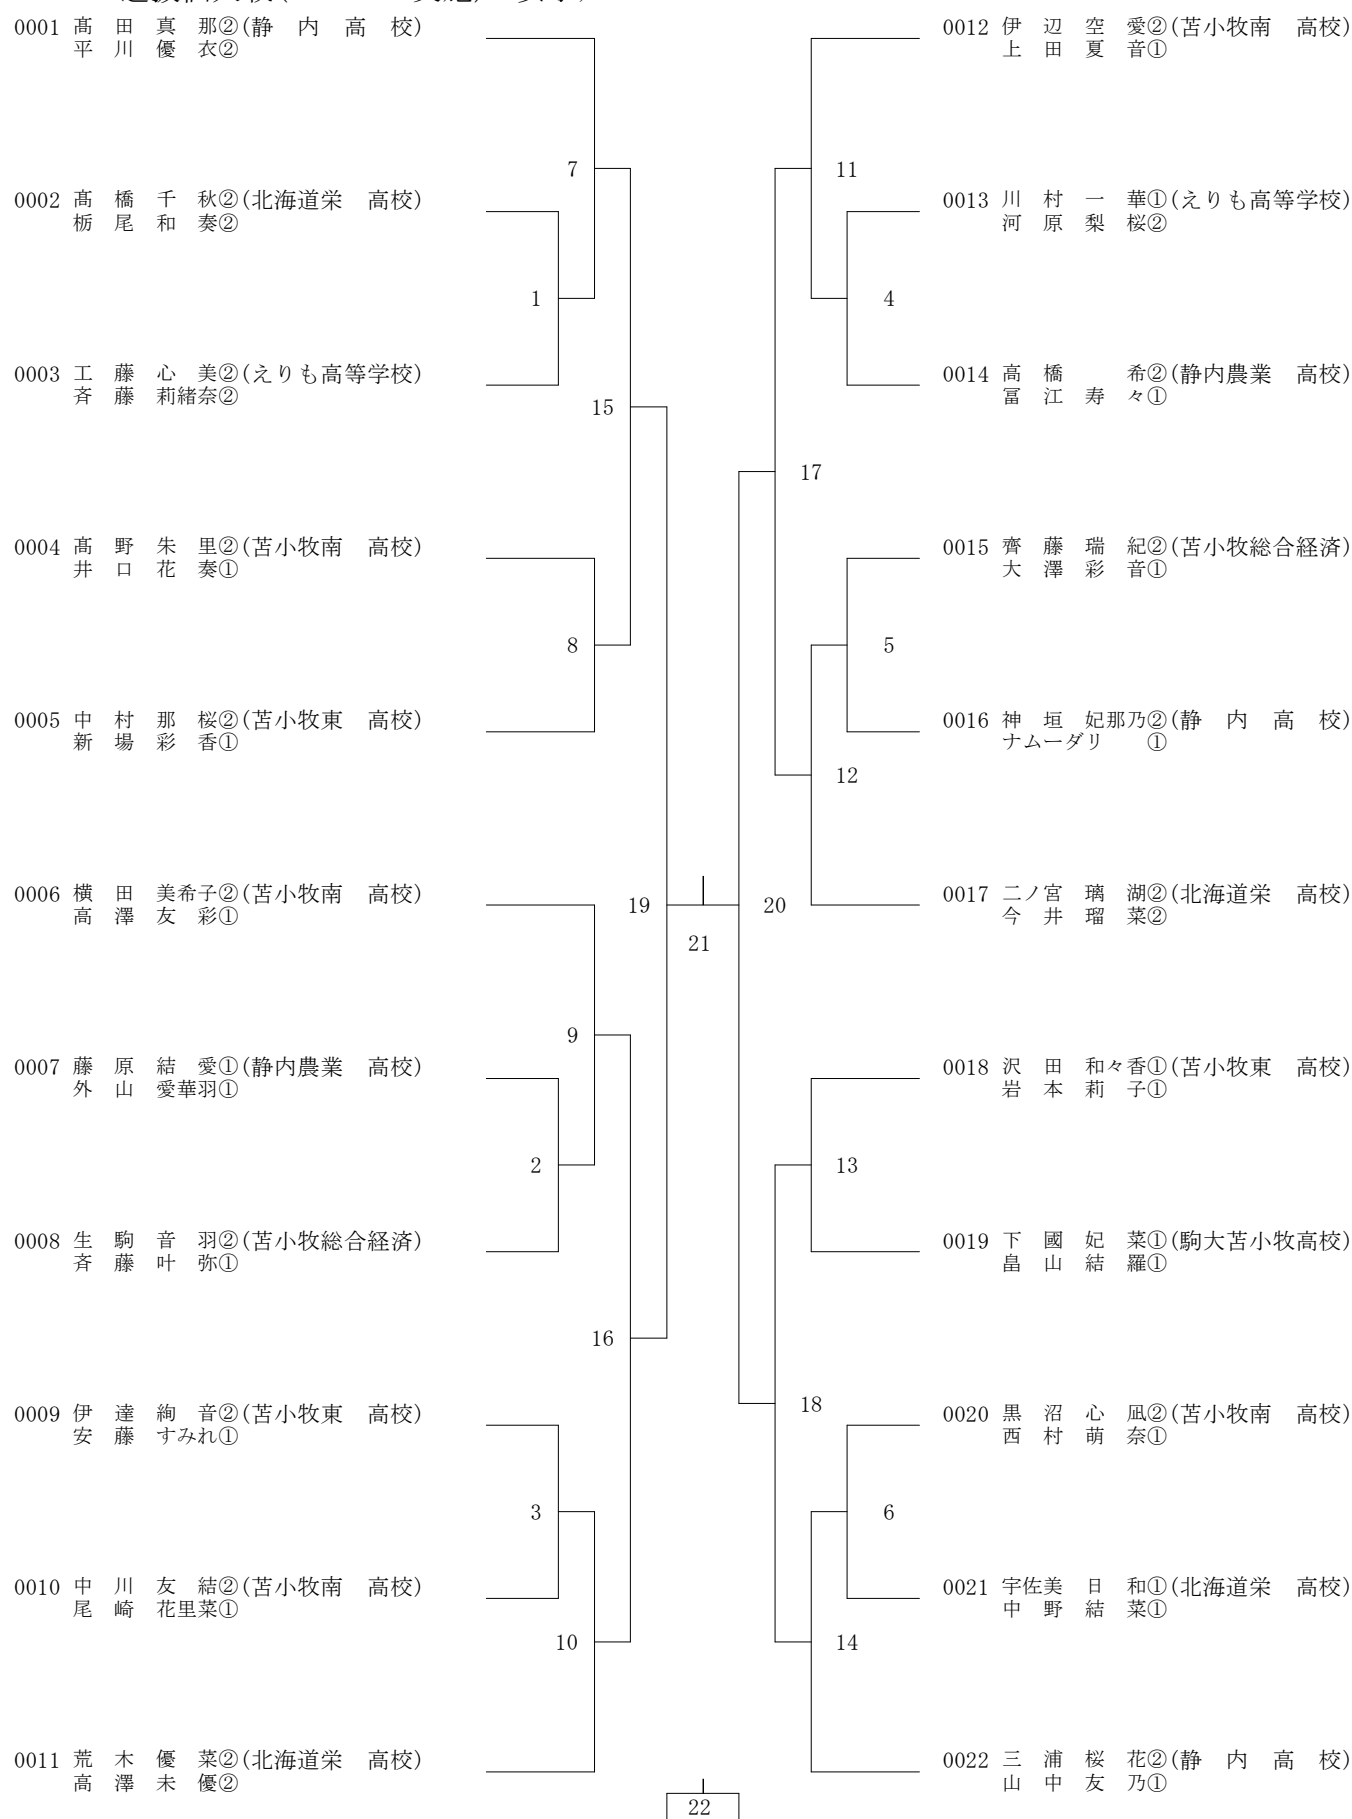 0001 髙田真那②(静内高校)
平川優衣②
0002 髙橋千秋②(北海道栄　高校)
栃尾和奏②
0003 工藤心美②(えりも高等学校)
斉藤莉緒奈②
0004 髙野朱里②(苫小牧南　高校)
井口花奏①
0005 中村那桜②(苫小牧東　高校)
新場彩香①
0006 横田美希子②(苫小牧南　高校)
高澤友彩①
0007 藤原結愛①(静内農業　高校)
外山愛華羽①
0008 生駒音羽②(苫小牧総合経済)
斉藤叶弥①
0009 伊達絢音②(苫小牧東　高校)
安藤すみれ①
0010 中川友結②(苫小牧南　高校)
尾崎花里菜①
0011 荒木優菜②(北海道栄　高校)
高澤未優②
7
1
15
8
19
9
2
16
3
10
21
22
11
4
17
5
12
20
13
18
6
14
0012 伊辺空愛②(苫小牧南　高校)
上田夏音①
0013 川村一華①(えりも高等学校)
河原梨桜②
0014 高橋　希②(静内農業　高校)
冨江寿々①
0015 齊藤瑞紀②(苫小牧総合経済)
大澤彩音①
0016 神垣妃那乃②(静内高校)
ナムーダリ　①
0017 二ノ宮璃湖②(北海道栄　高校)
今井瑠菜②
0018 沢田和々香①(苫小牧東　高校)
岩本莉子①
0019 下國妃菜①(駒大苫小牧高校)
畠山結羅①
0020 黒沼心凪②(苫小牧南　高校)
西村萌奈①
0021 宇佐美日和①(北海道栄　高校)
中野結菜①
0022 三浦桜花②(静内高校)
山中友乃①